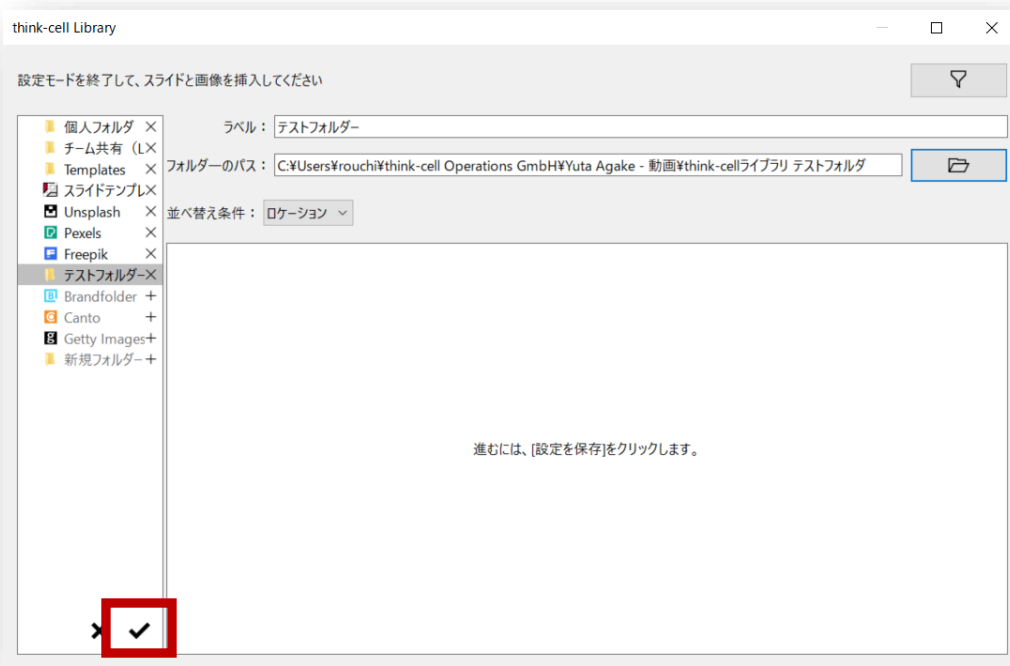 think-cell Library
設定モードを終了して、スライドと画像を挿入してください
個人フォルダ
チーム共有（L
Templates
スライドテンプレ
Unsplash
Pexels
Freepik
テストフォルダー
Brandfolder
Canto
Getty Images
新規フォルダー
ラベル： テストフォルダー
フォルダーのパス： C:¥Users¥rouchi¥think-cell Operations GmbH¥Yuta Agake - 動画¥think-cellライブラリ テストフォルダ
並べ替え条件： ロケーション
進むには、[設定を保存]をクリックします。